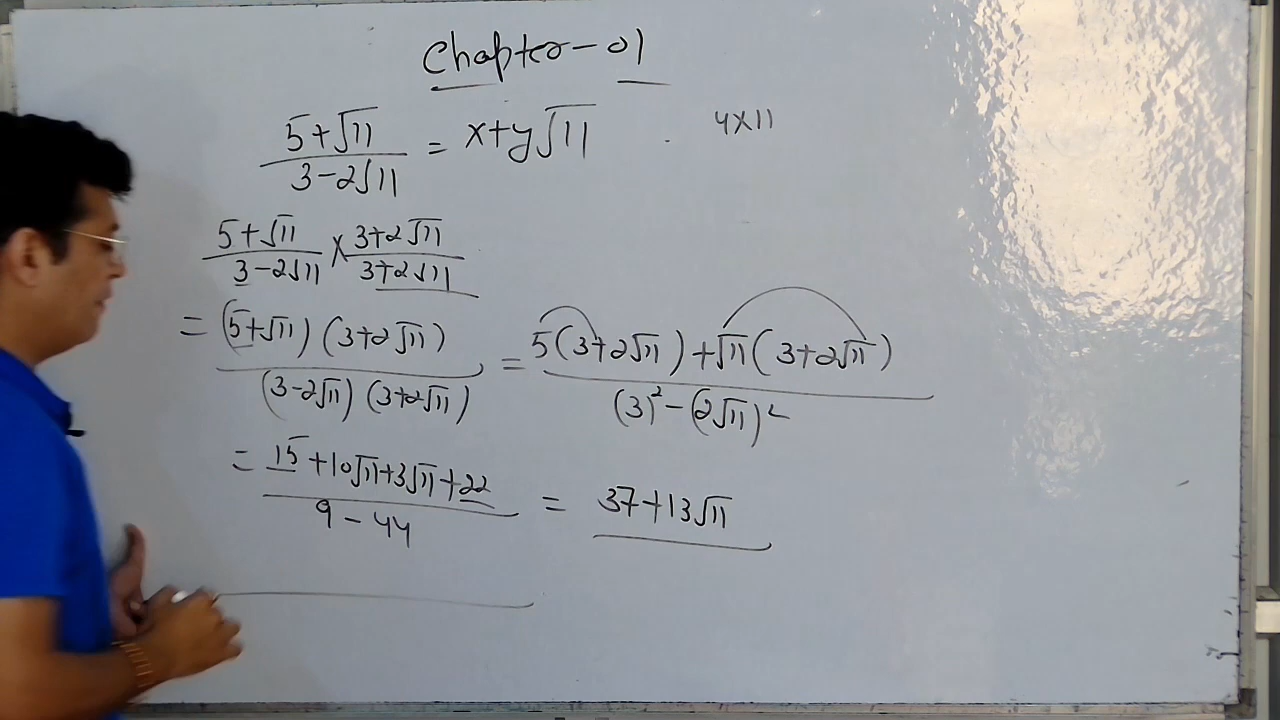 Chapter-01
5+√11 / 3-2√11 = x+y√11
4×11
5+√11 / 3-2√11 × 3+2√11 / 3+2√11
= (5+√11) (3+2√11) / (3-2√11) (3+2√11) = 5(3+2√11)+√11(3+2√11) / (3)²-(2√11)²
= 15+10√11+3√11+22 / 9-44 = 37+13√11